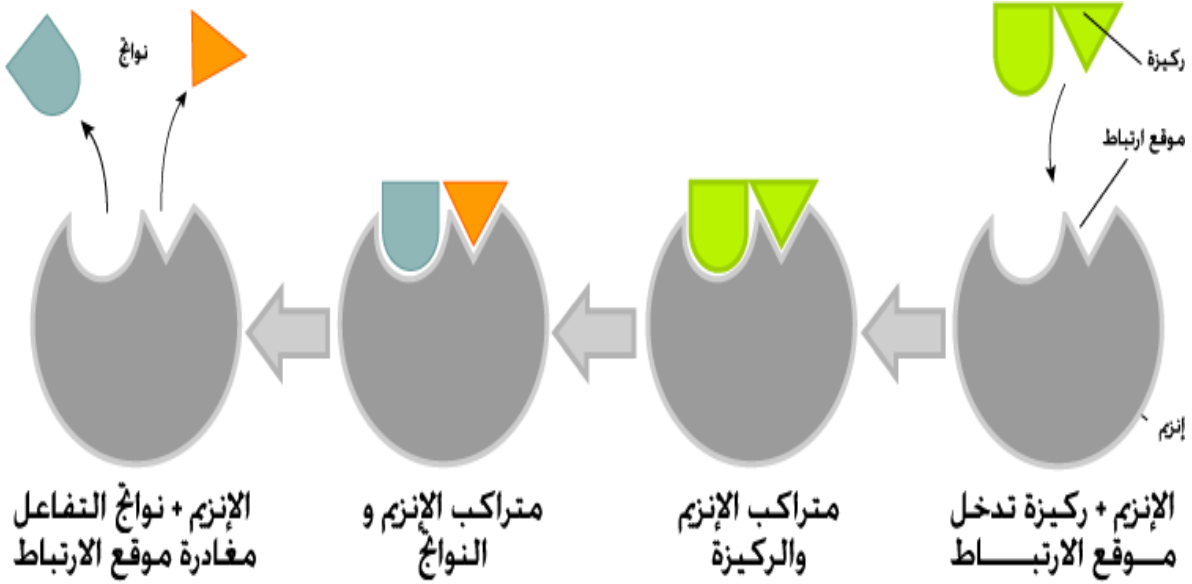 ركيزة
موقع ارتباط
إنزيم
الإنزيم + ركيزة تدخل
موقع الارتبـــــاط
متراكب الإنزيم
والركيزة
متراكب الإنزيم و
النواتج
نواتج
الإنزيم + نواتج التفاعل
مغادرة موقع الارتباط